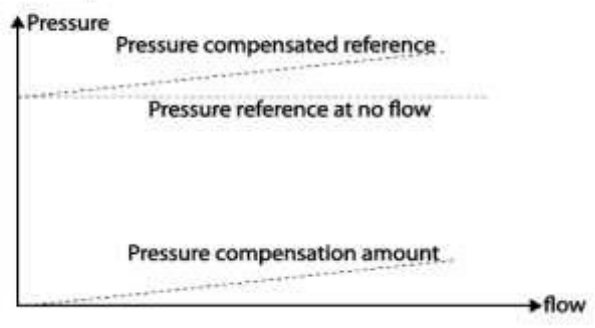 Pressure
Pressure compensated reference
Pressure reference at no flow
Pressure compensation amount
flow